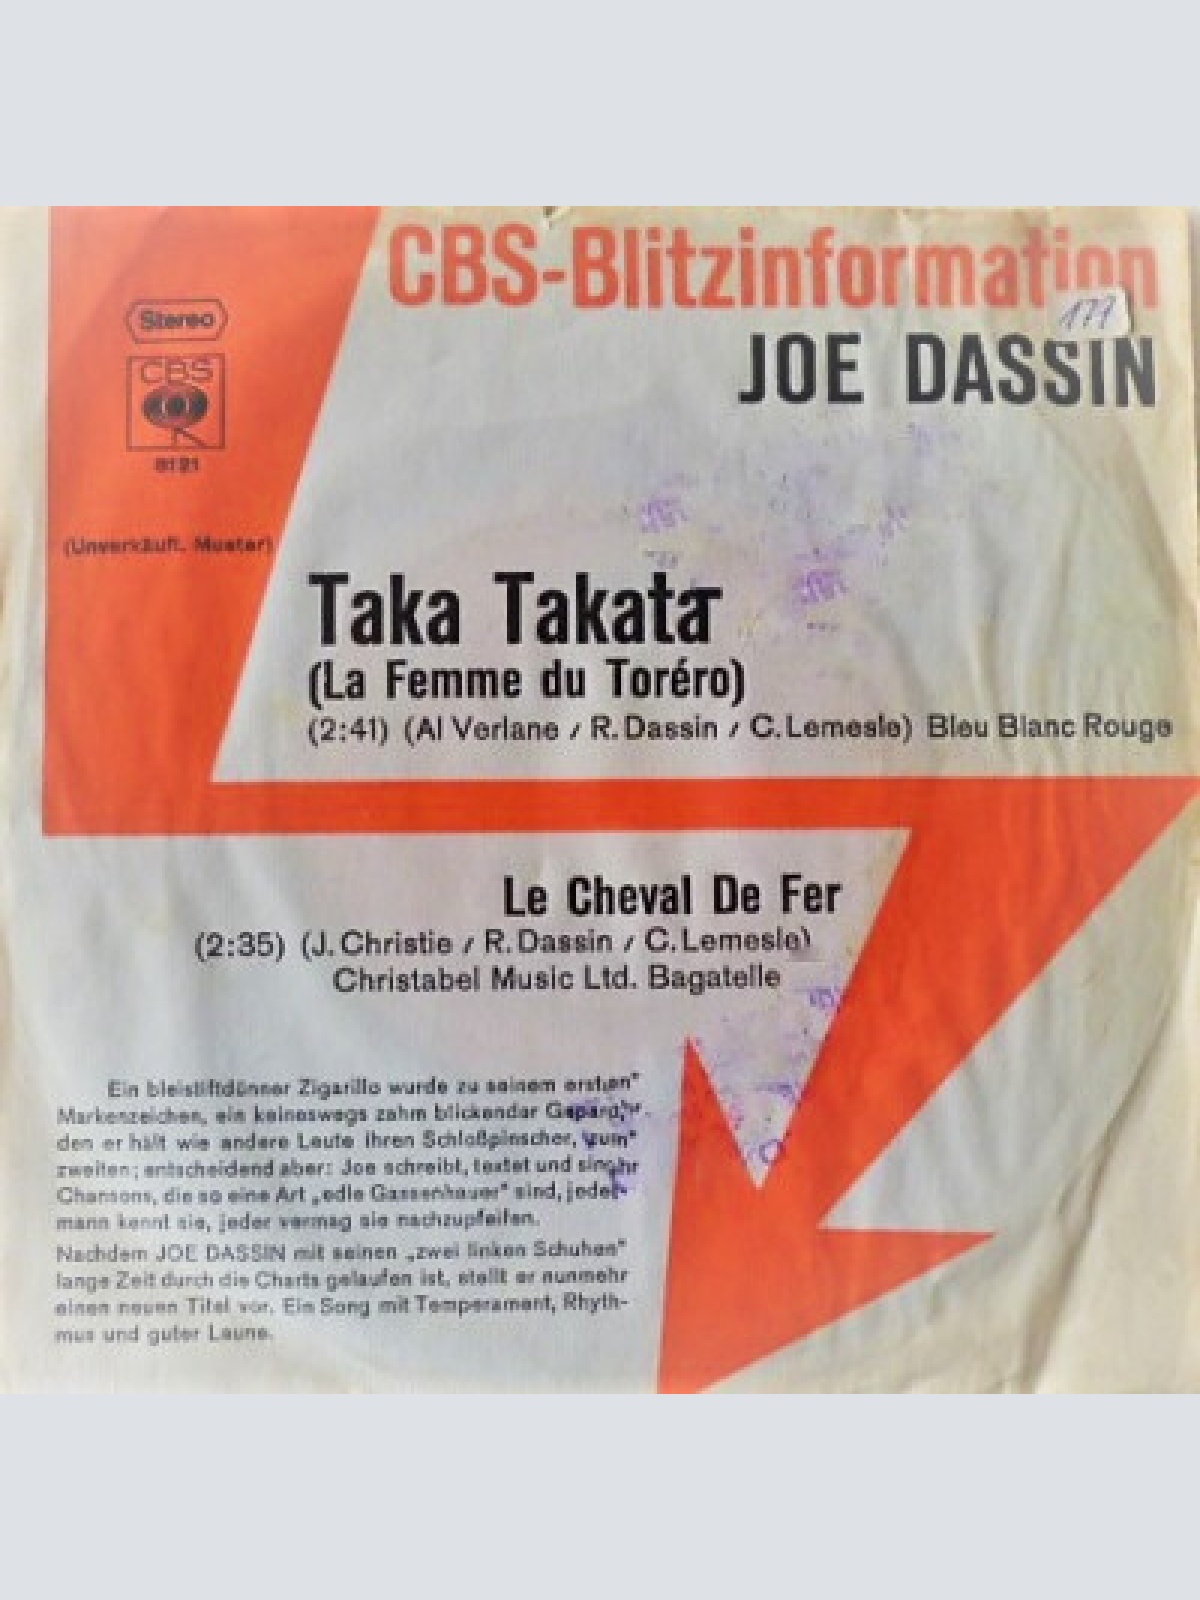 CBS-Blitzinformation
177
JOE DASSIN
Stereo
CBS
8121
(Unverkäufl. Muster)
Taka Takata
(La Femme du Toréro)
(2:41) (Al Verlane / R. Dassin / C. Lemesle) Bleu Blanc Rouge
Le Cheval De Fer
(2:35) (J. Christie / R. Dassin / C. Lemesle)
Christabel Music Ltd. Bagatelle
Ein bleistiftdünner Zigarillo wurde zu seinem ersten
Markenzeichen, ein keineswegs zahm blickender Gepard,
den er hält wie andere Leute ihren Schloßpinscher, zum
zweiten; entscheidend aber: Joe schreibt, textet und singt
Chansons, die so eine Art „edle Gassenhauer" sind, jeder-
mann kennt sie, jeder vermag sie nachzupfeifen.
Nachdem JOE DASSIN mit seinen „zwei linken Schuhen"
lange Zeit durch die Charts gelaufen ist, stellt er nunmehr
einen neuen Titel vor. Ein Song mit Temperament, Rhyth-
mus und guter Laune.